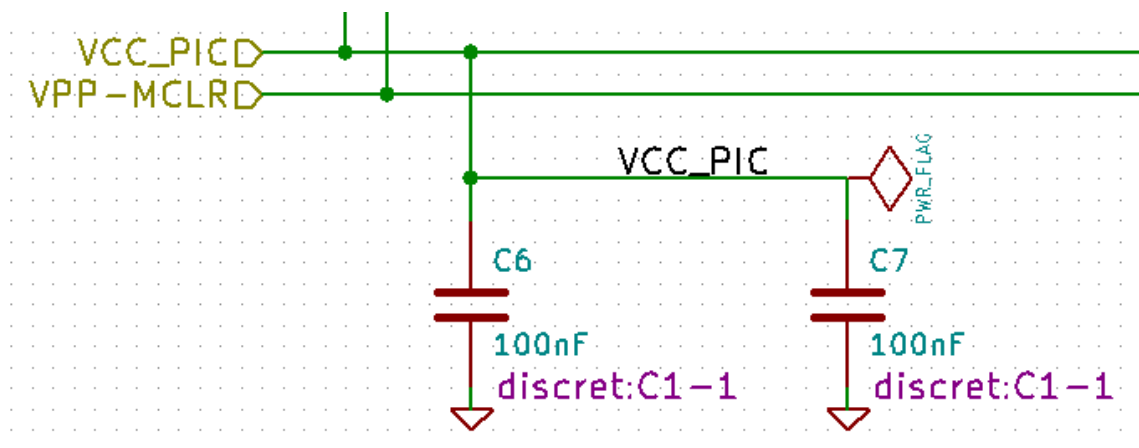 VCC_PIC
VPP-MCLR
VCC_PIC
PWR_FLAG
C6
C7
100nF
100nF
discret:C1-1
discret:C1-1